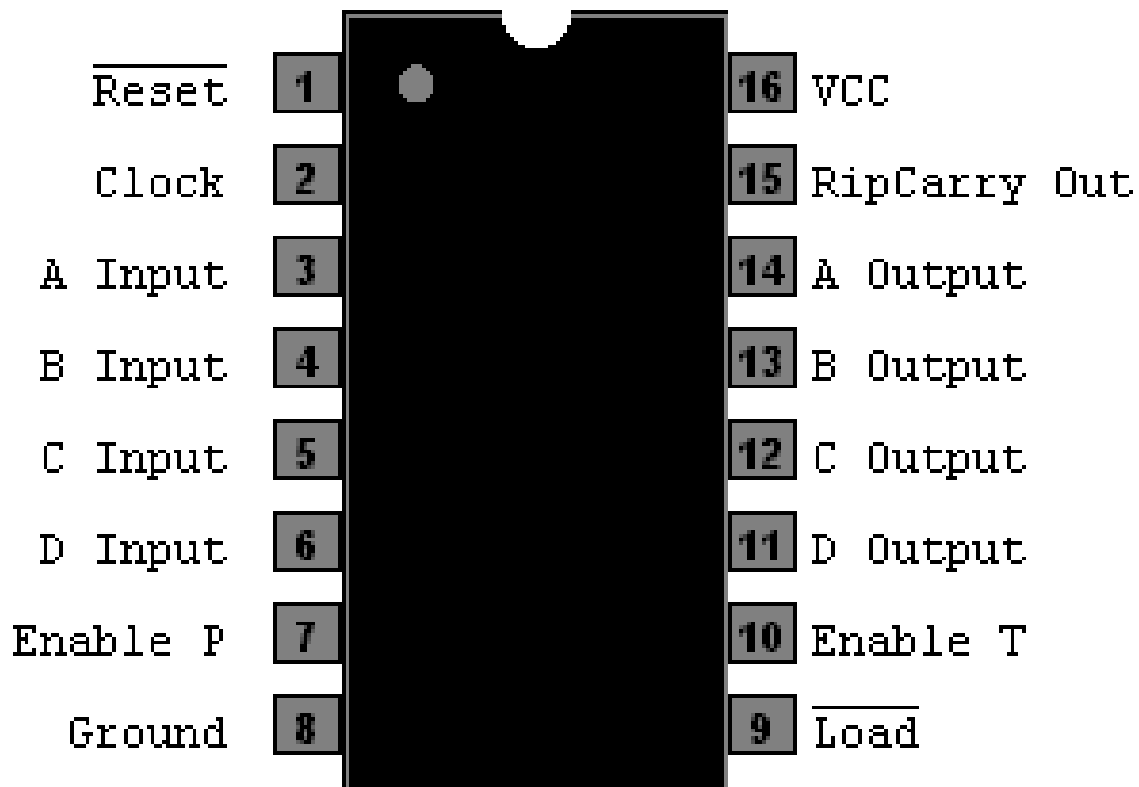 Reset 1 16 VCC
Clock 2 15 RipCarry Out
A Input 3 14 A Output
B Input 4 13 B Output
C Input 5 12 C Output
D Input 6 11 D Output
Enable P 7 10 Enable T
Ground 8 9 Load